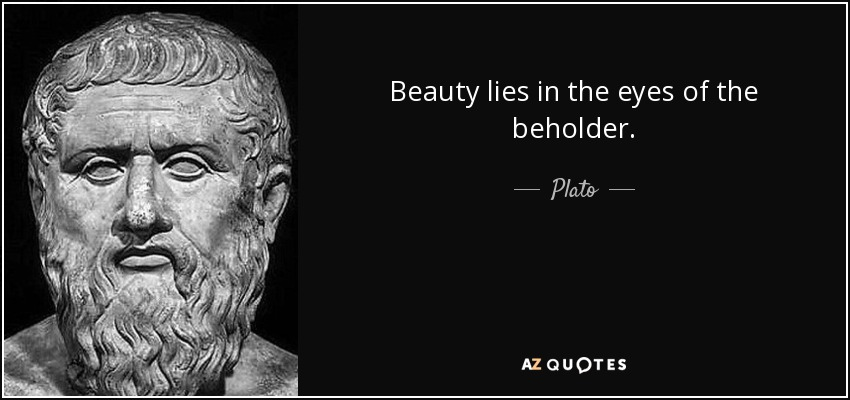 Beauty lies in the eyes of the
beholder.
Plato
AZ QUOTES